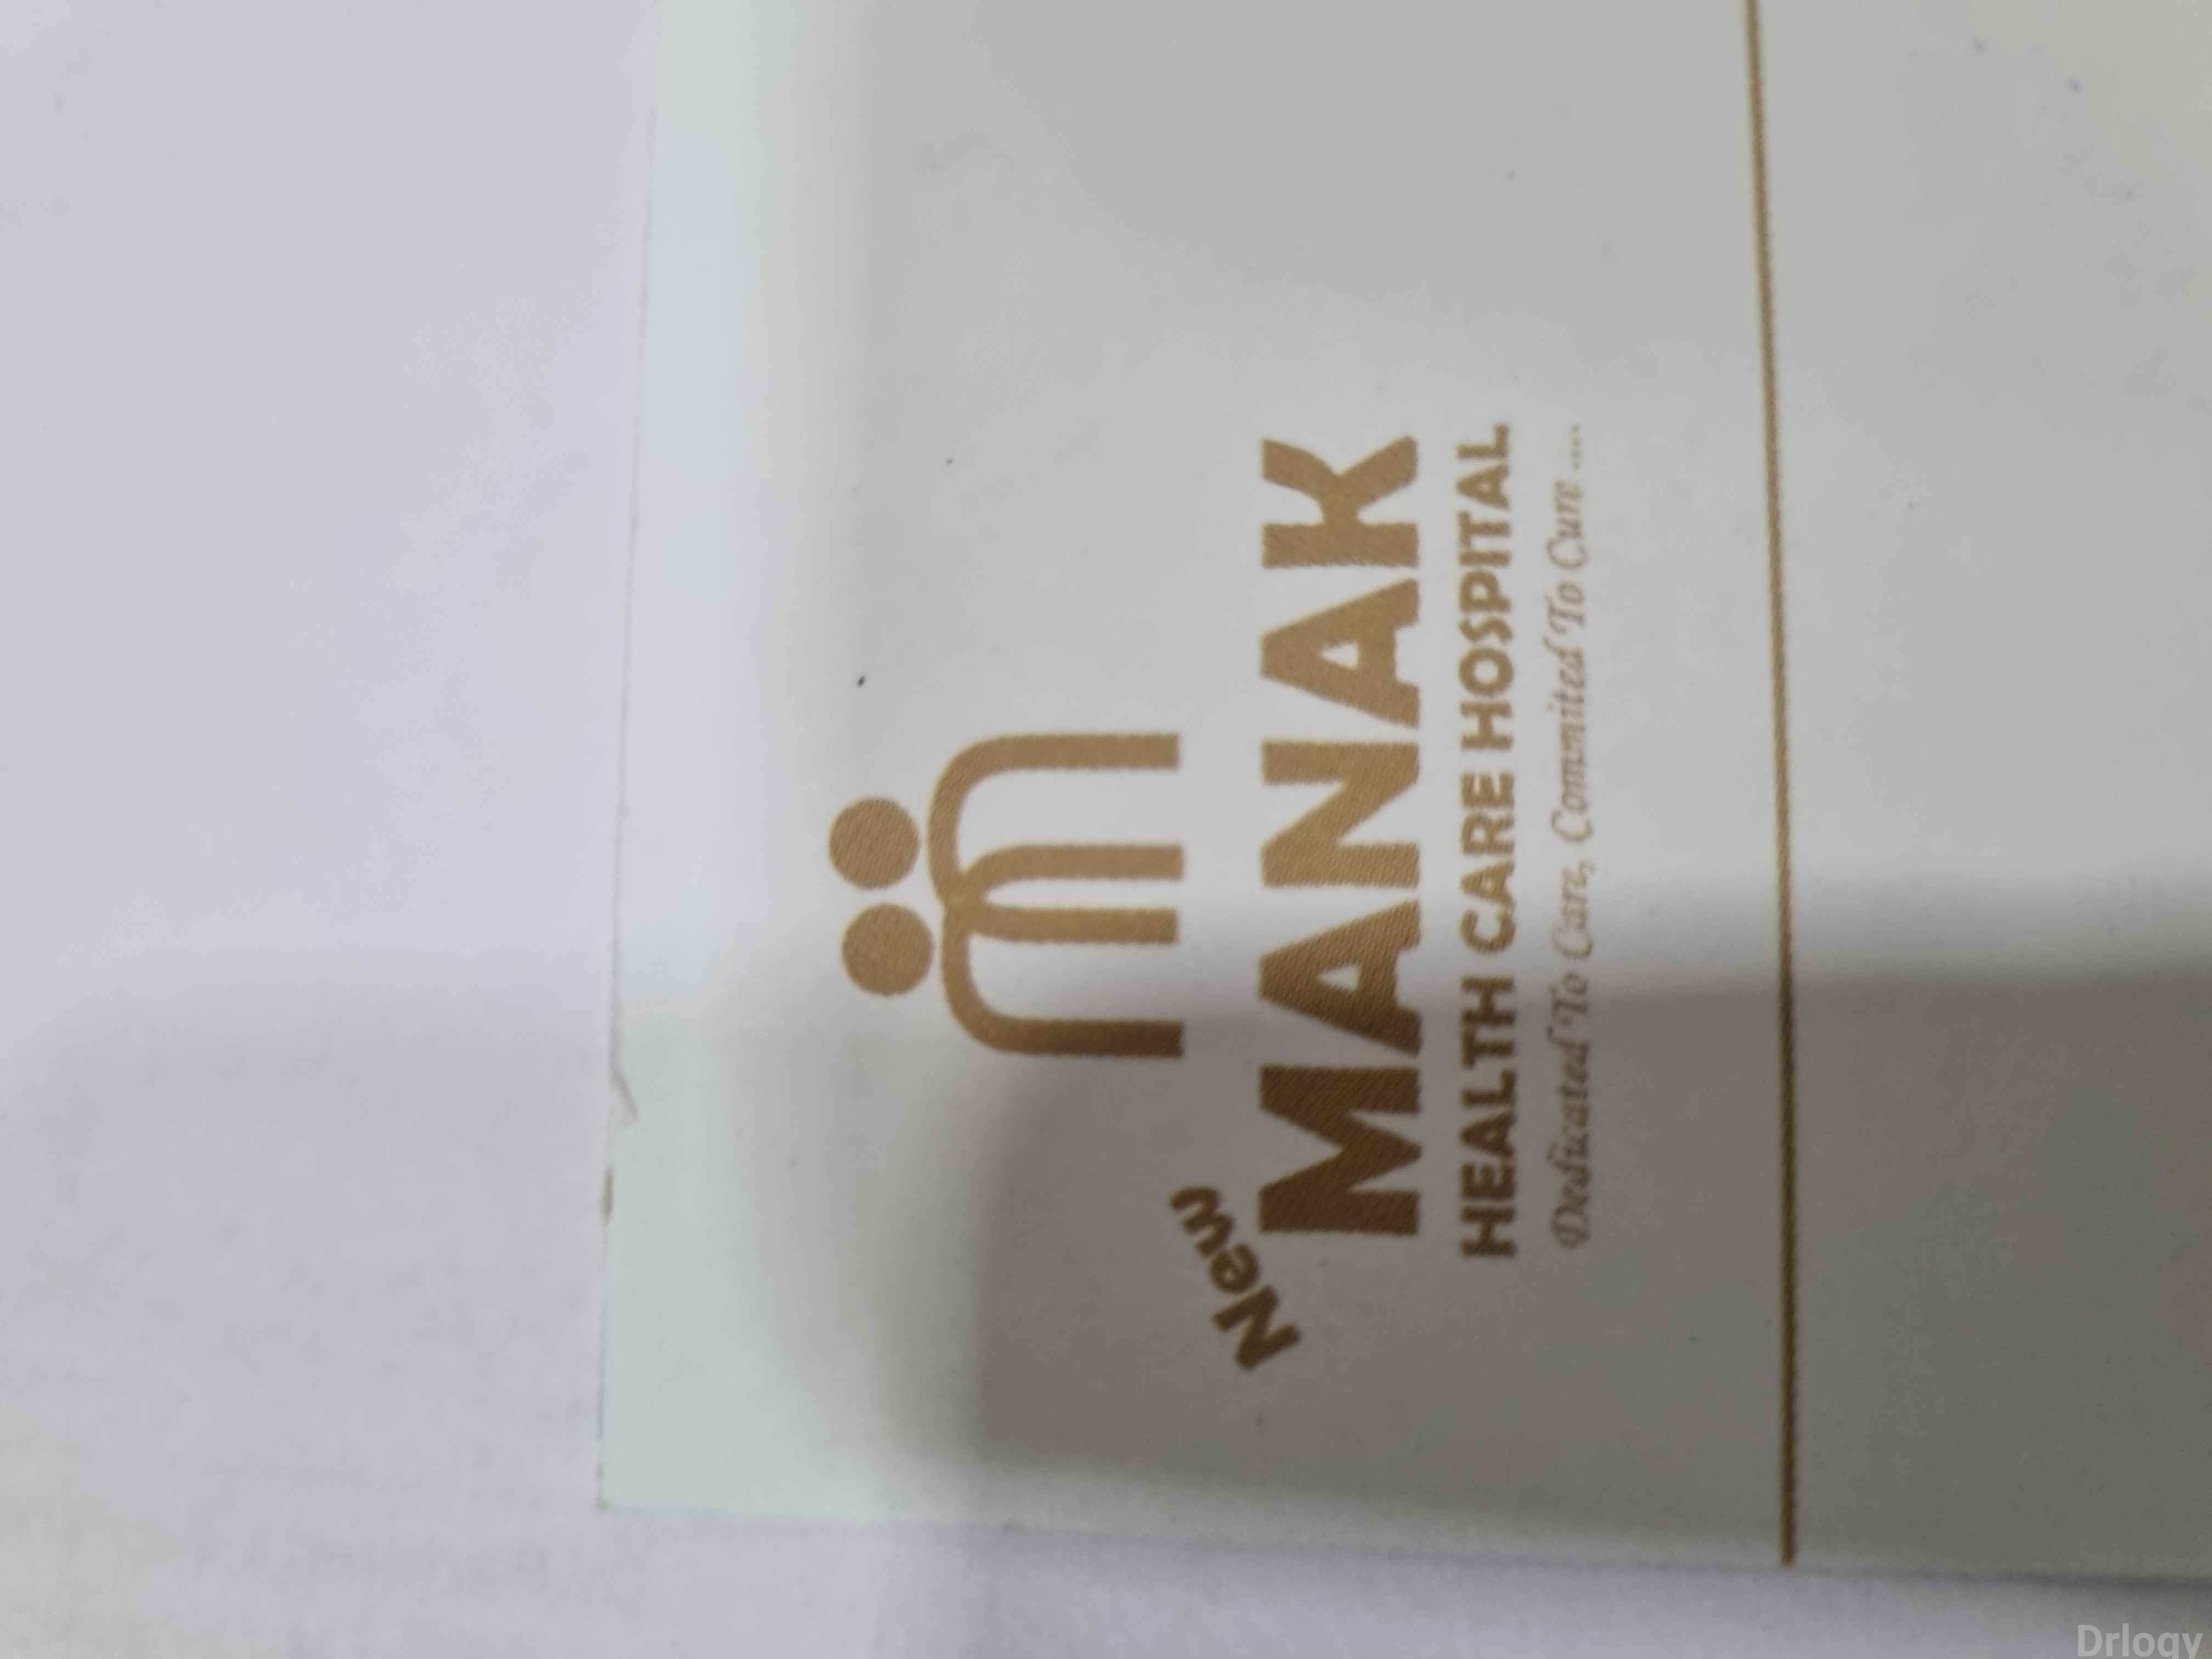 New
MANAK
HEALTH CARE HOSPITAL
Dedicated To Care, Commited To Cure ....
Drlogy